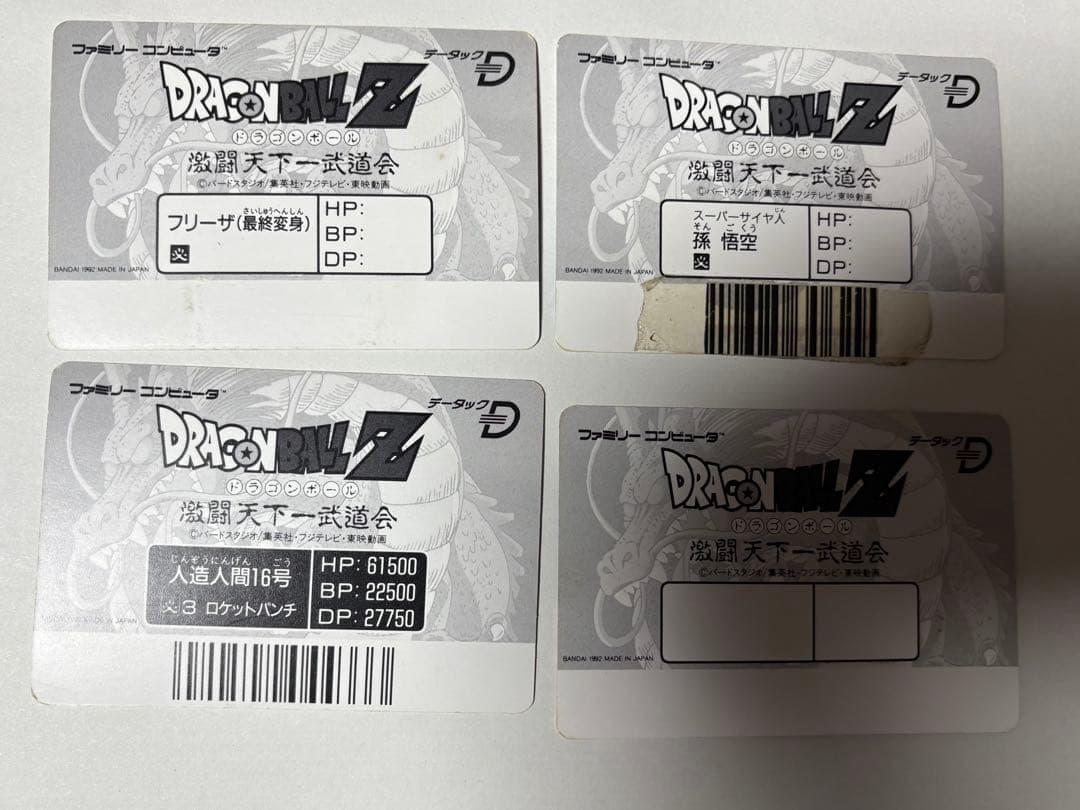 ファミリー コンピュータ™
データック D
DRAGON BALL Z
ドラゴンボール
激闘 天下一武道会
©バードスタジオ/集英社・フジテレビ・東映動画
さいしゅうへんしん
フリーザ(最終変身)
HP:
BP:
DP:
BANDAI 1992 MADE IN JAPAN
ファミリー コンピュータ™
データック D
DRAGON BALL Z
ドラゴンボール
激闘 天下一武道会
©バードスタジオ/集英社・フジテレビ・東映動画
じん
スーパーサイヤ人
そん ごくう
孫 悟空
HP:
BP:
DP:
BANDAI 1992 MADE IN JAPAN
ファミリー コンピュータ™
データック D
DRAGON BALL Z
ドラゴンボール
激闘 天下一武道会
©バードスタジオ/集英社・フジテレビ・東映動画
じんぞうにんげん ごう
人造人間16号
3 ロケットパンチ
HP: 61500
BP: 22500
DP: 27750
ファミリー コンピュータ™
データック D
DRAGON BALL Z
ドラゴンボール
激闘 天下一武道会
©バードスタジオ/集英社・フジテレビ・東映動画
BANDAI 1992 MADE IN JAPAN